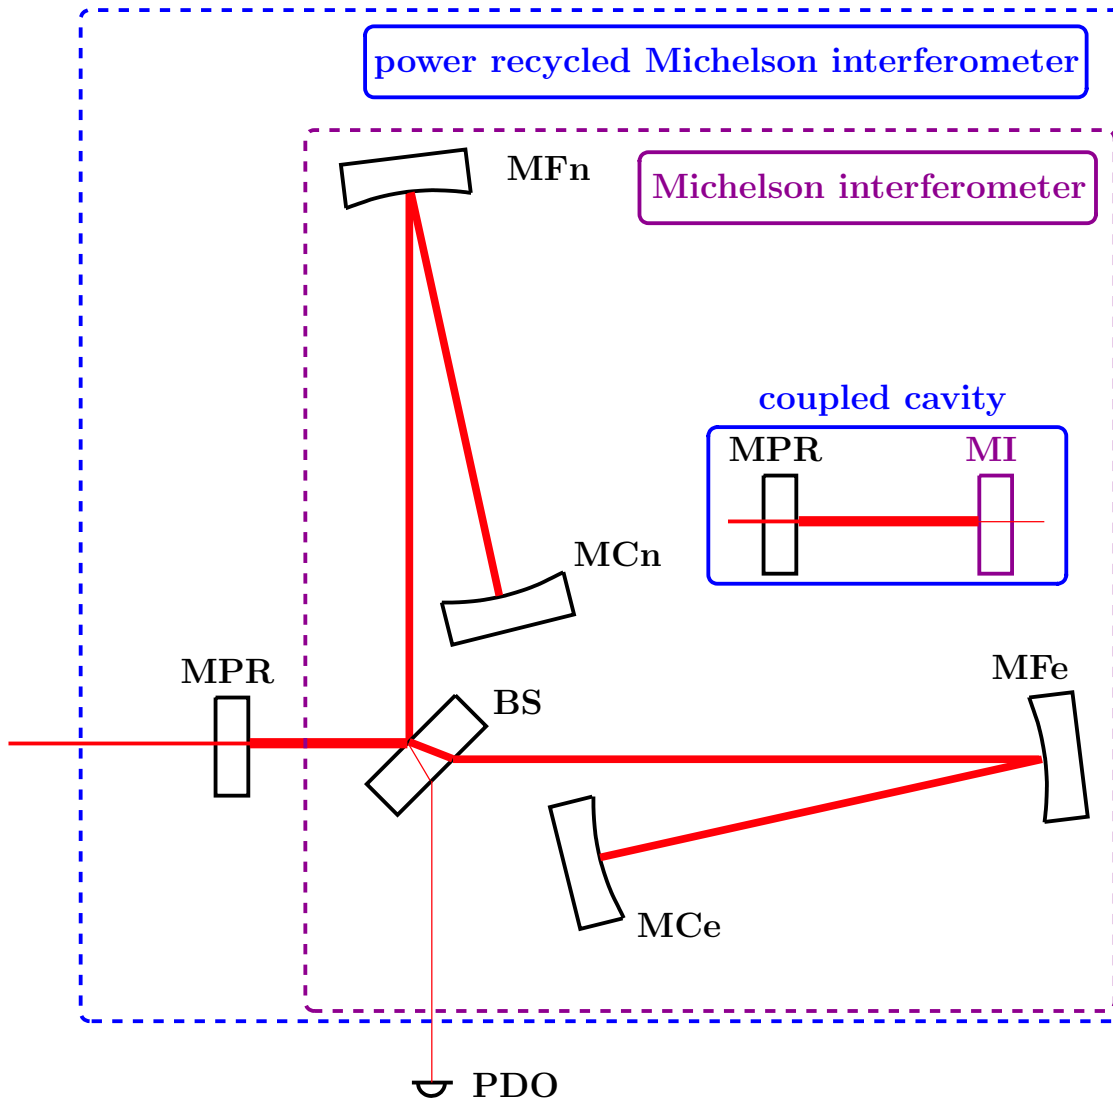 power recycled Michelson interferometer
MFn
Michelson interferometer
coupled cavity
MPR MI
MCn
MPR
BS
MFe
MCe
PDO